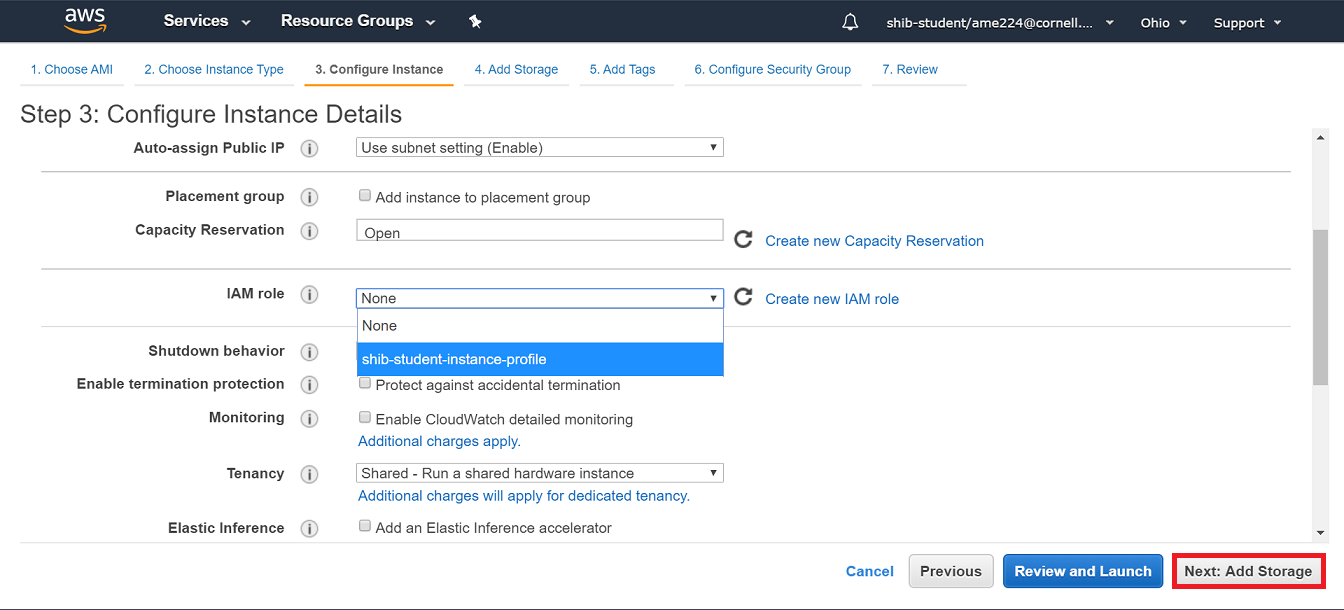 aws Services Resource Groups shib-student/ame224@cornell.... Ohio Support
1. Choose AMI 2. Choose Instance Type 3. Configure Instance 4. Add Storage 5. Add Tags 6. Configure Security Group 7. Review
Step 3: Configure Instance Details
Auto-assign Public IP i Use subnet setting (Enable)
Placement group i Add instance to placement group
Capacity Reservation i Open Create new Capacity Reservation
IAM role i None Create new IAM role
None
Shutdown behavior i shib-student-instance-profile
Enable termination protection i Protect against accidental termination
Monitoring i Enable CloudWatch detailed monitoring
Additional charges apply.
Tenancy i Shared - Run a shared hardware instance
Additional charges will apply for dedicated tenancy.
Elastic Inference i Add an Elastic Inference accelerator
Cancel Previous Review and Launch Next: Add Storage